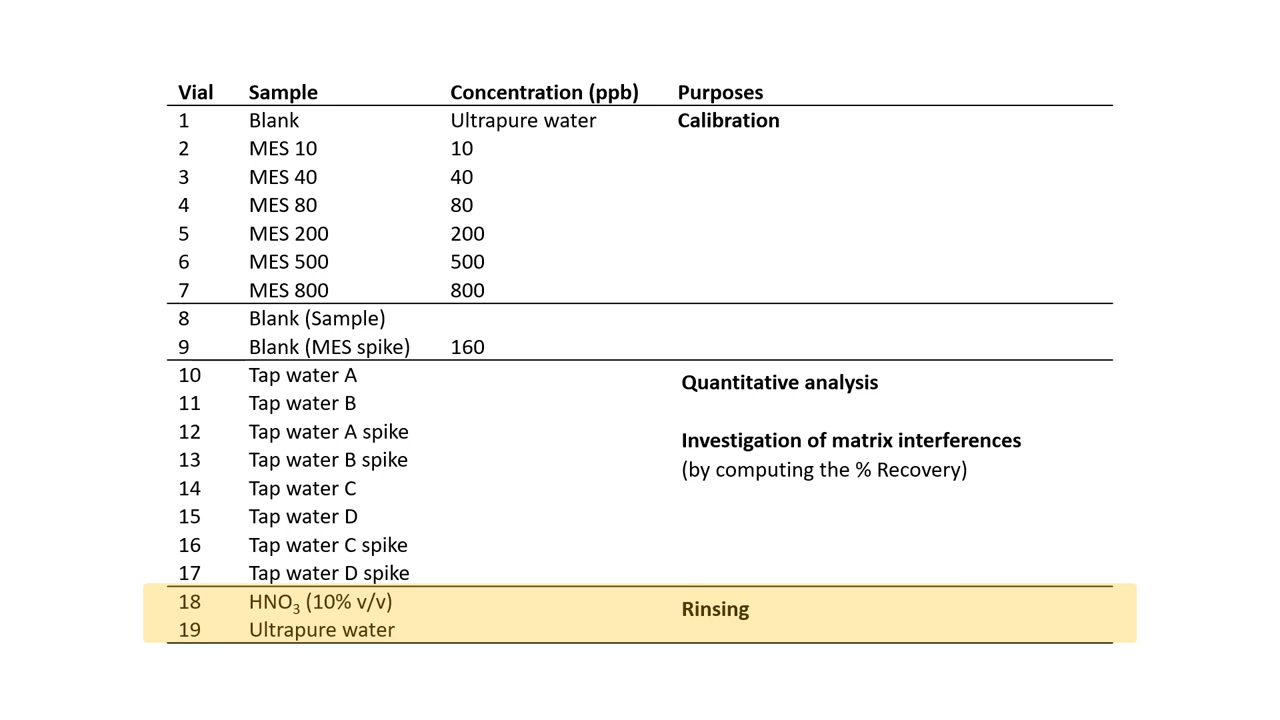 Vial Sample Concentration (ppb) Purposes
1 Blank Ultrapure water Calibration
2 MES 10 10
3 MES 40 40
4 MES 80 80
5 MES 200 200
6 MES 500 500
7 MES 800 800
8 Blank (Sample)
9 Blank (MES spike) 160
10 Tap water A
Quantitative analysis
11 Tap water B
12 Tap water A spike
Investigation of matrix interferences
13 Tap water B spike
(by computing the % Recovery)
14 Tap water C
15 Tap water D
16 Tap water C spike
17 Tap water D spike
18 HNO₃ (10% v/v)
Rinsing
19 Ultrapure water